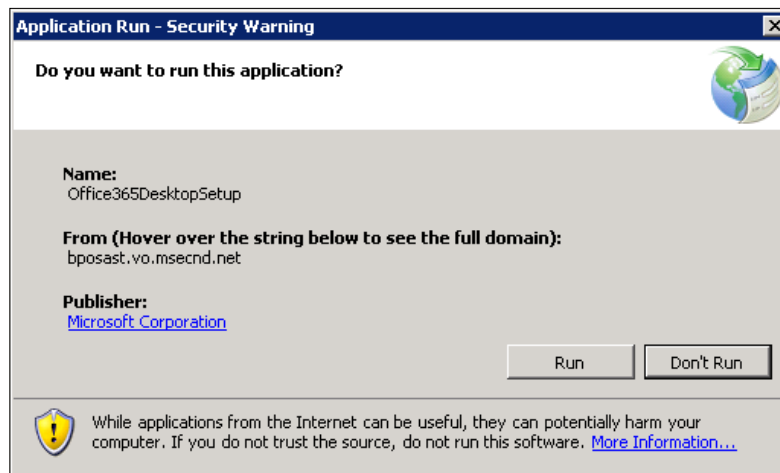 Application Run - Security Warning
Do you want to run this application?
Name:
Office365DesktopSetup
From (Hover over the string below to see the full domain):
bposast.vo.msecnd.net
Publisher:
Microsoft Corporation
Run
Don't Run
While applications from the Internet can be useful, they can potentially harm your
computer. If you do not trust the source, do not run this software. More Information...